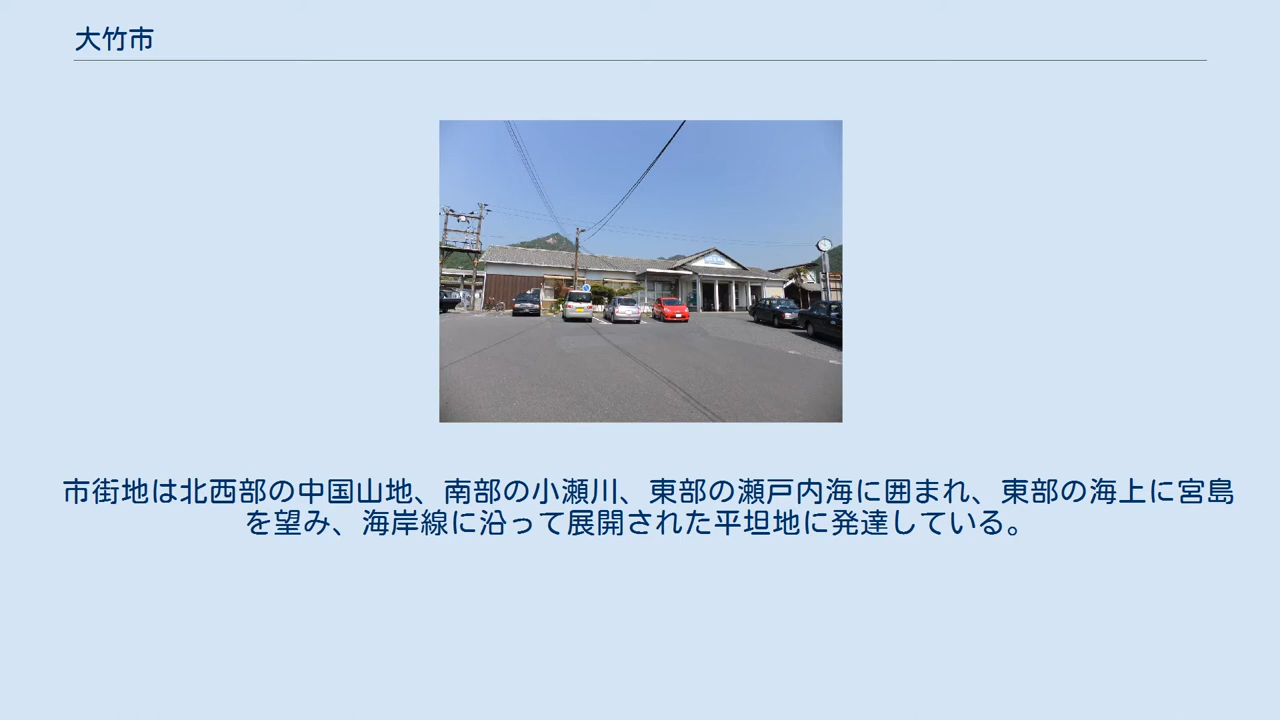 大竹市
市街地は北西部の中国山地、南部の小瀬川、東部の瀬戸内海に囲まれ、東部の海上に宮島
を望み、海岸線に沿って展開された平坦地に発達している。